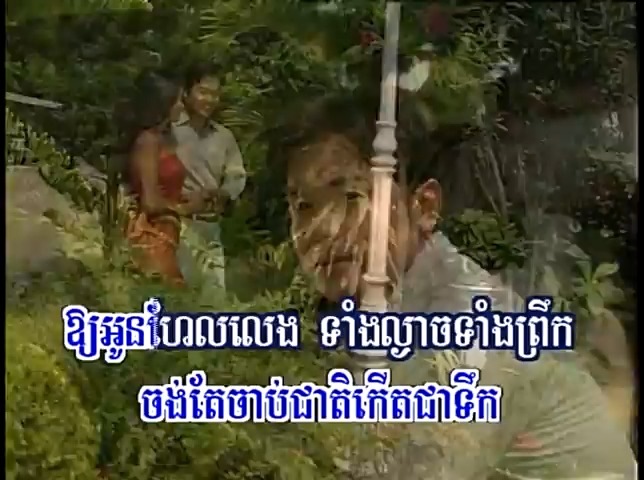 ឱ្យអូនហែលលេង ទាំងល្ងាចទាំងព្រឹក
ចង់តែចាប់ជាតិកើតជាទឹក